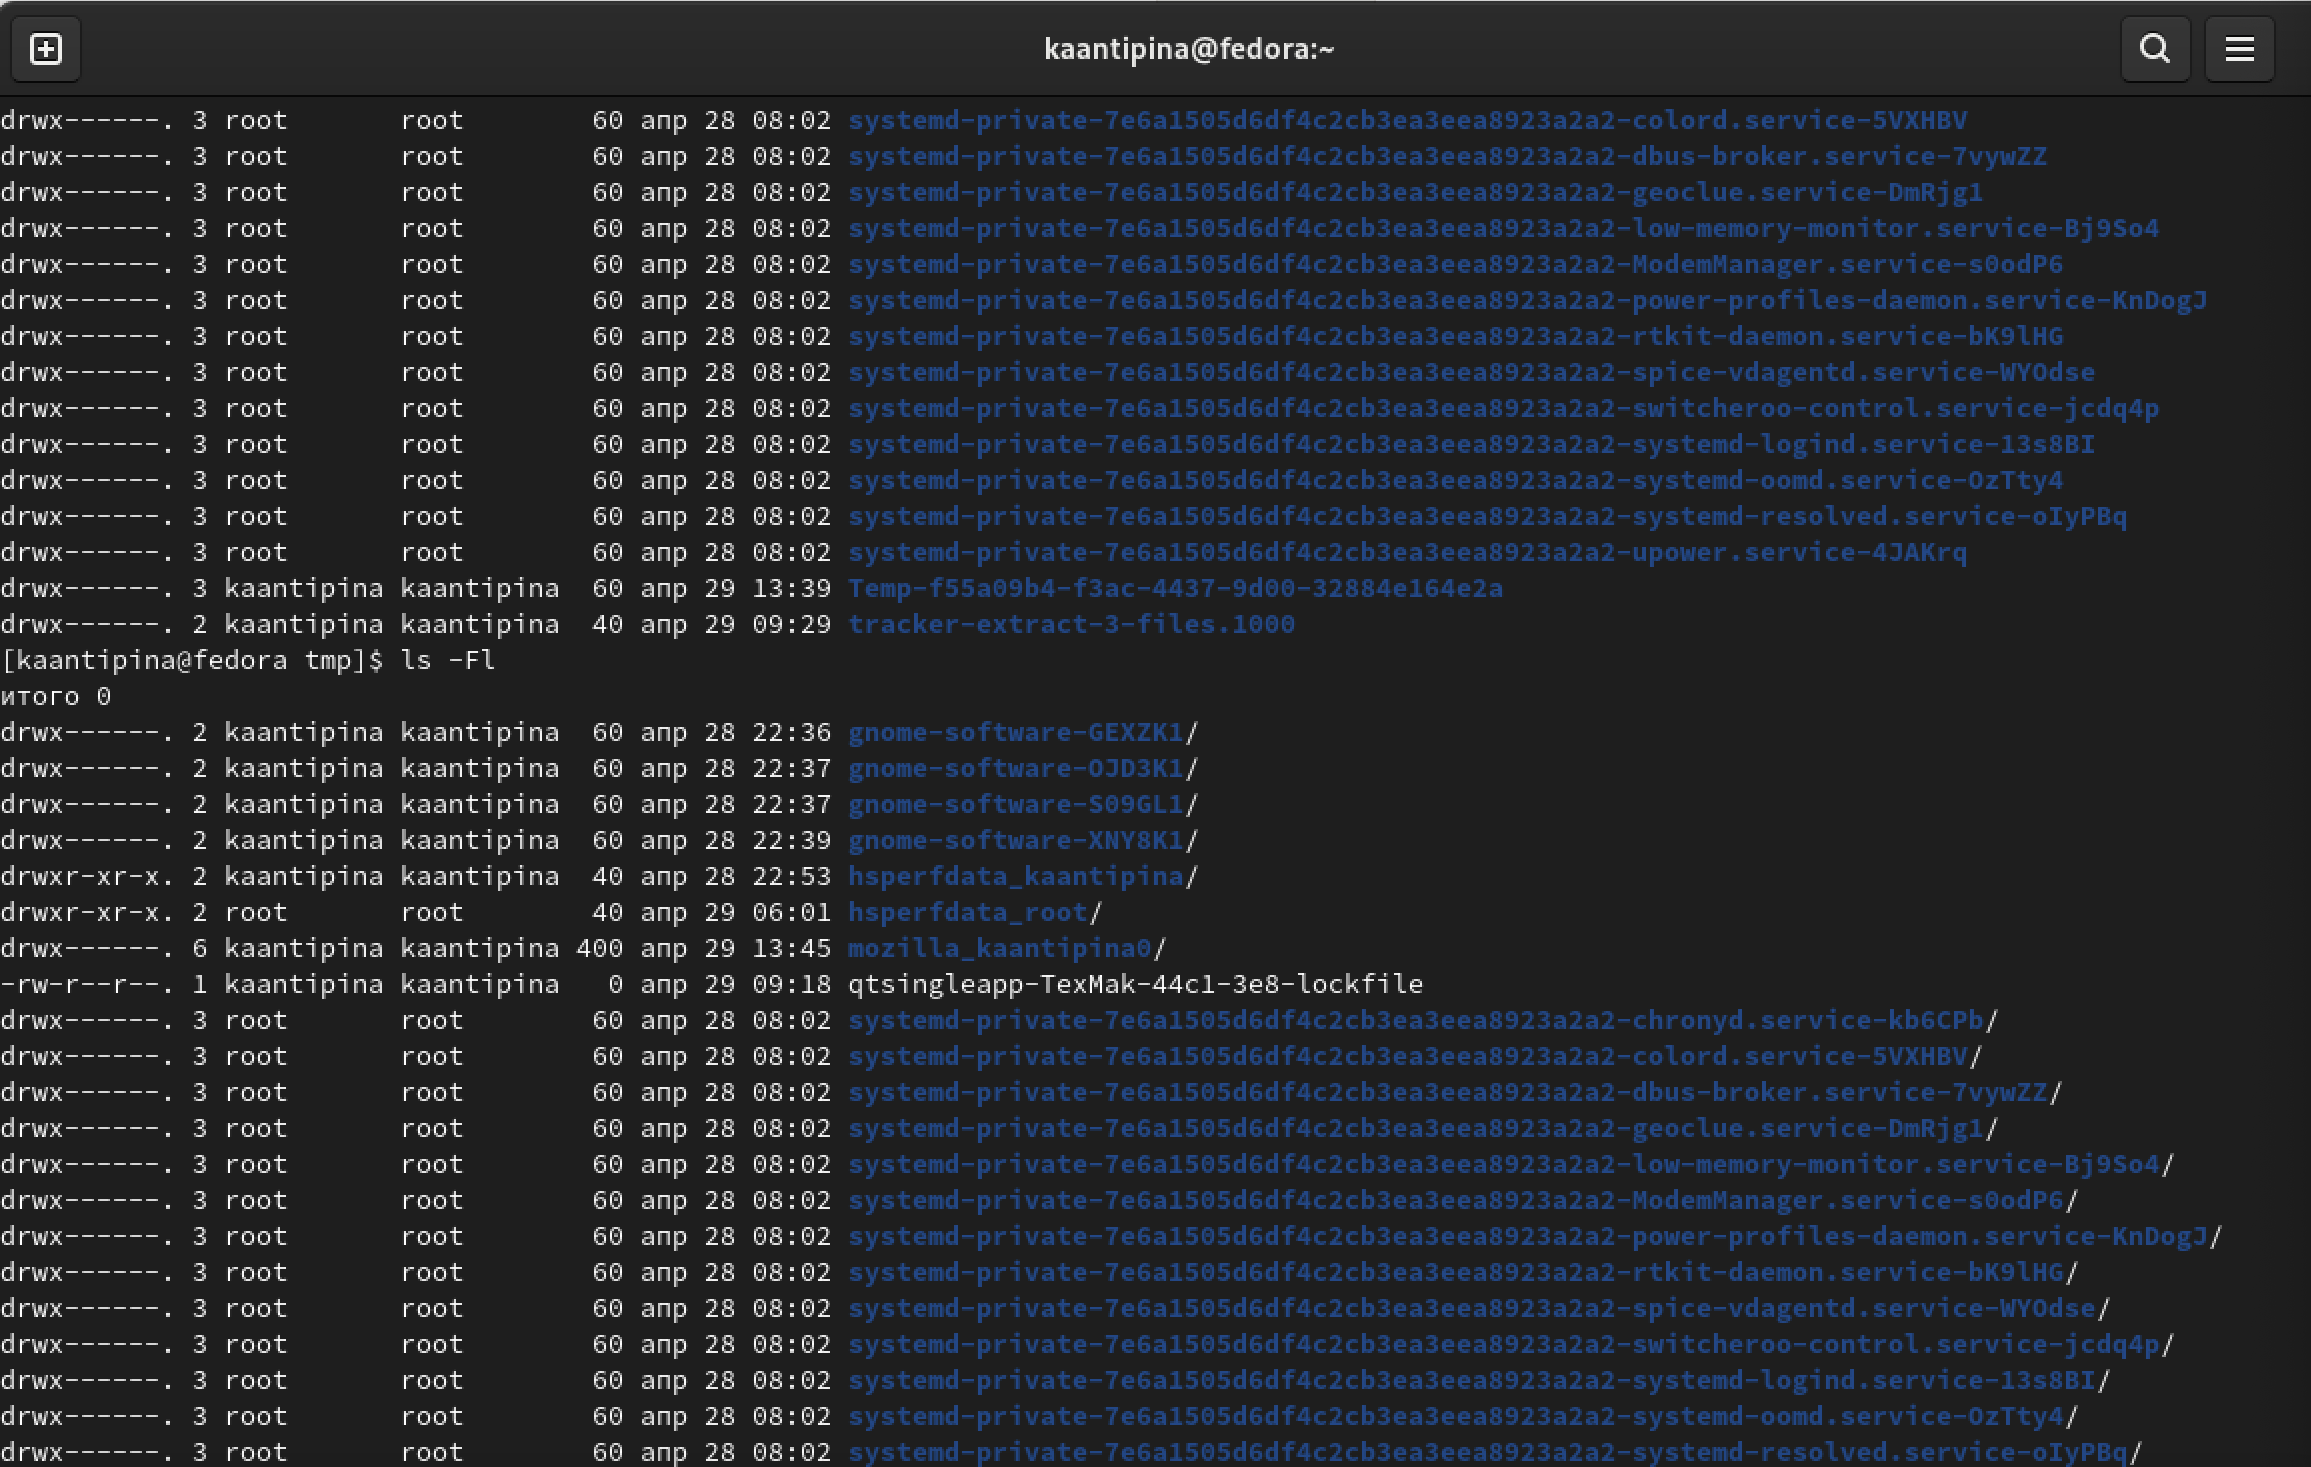 kaantipina@fedora:~
drwx------. 3 root       root        60 апр 28 08:02 systemd-private-7e6a1505d6df4c2cb3ea3eea8923a2a2-colord.service-5VXHBV
drwx------. 3 root       root        60 апр 28 08:02 systemd-private-7e6a1505d6df4c2cb3ea3eea8923a2a2-dbus-broker.service-7vywZZ
drwx------. 3 root       root        60 апр 28 08:02 systemd-private-7e6a1505d6df4c2cb3ea3eea8923a2a2-geoclue.service-DmRjg1
drwx------. 3 root       root        60 апр 28 08:02 systemd-private-7e6a1505d6df4c2cb3ea3eea8923a2a2-low-memory-monitor.service-Bj9So4
drwx------. 3 root       root        60 апр 28 08:02 systemd-private-7e6a1505d6df4c2cb3ea3eea8923a2a2-ModemManager.service-s0odP6
drwx------. 3 root       root        60 апр 28 08:02 systemd-private-7e6a1505d6df4c2cb3ea3eea8923a2a2-power-profiles-daemon.service-KnDogJ
drwx------. 3 root       root        60 апр 28 08:02 systemd-private-7e6a1505d6df4c2cb3ea3eea8923a2a2-rtkit-daemon.service-bK9lHG
drwx------. 3 root       root        60 апр 28 08:02 systemd-private-7e6a1505d6df4c2cb3ea3eea8923a2a2-spice-vdagentd.service-WYOdse
drwx------. 3 root       root        60 апр 28 08:02 systemd-private-7e6a1505d6df4c2cb3ea3eea8923a2a2-switcheroo-control.service-jcdq4p
drwx------. 3 root       root        60 апр 28 08:02 systemd-private-7e6a1505d6df4c2cb3ea3eea8923a2a2-systemd-logind.service-13s8BI
drwx------. 3 root       root        60 апр 28 08:02 systemd-private-7e6a1505d6df4c2cb3ea3eea8923a2a2-systemd-oomd.service-OzTty4
drwx------. 3 root       root        60 апр 28 08:02 systemd-private-7e6a1505d6df4c2cb3ea3eea8923a2a2-systemd-resolved.service-oIyPBq
drwx------. 3 root       root        60 апр 28 08:02 systemd-private-7e6a1505d6df4c2cb3ea3eea8923a2a2-upower.service-4JAKrq
drwx------. 3 kaantipina kaantipina  60 апр 29 13:39 Temp-f55a09b4-f3ac-4437-9d00-32884e164e2a
drwx------. 2 kaantipina kaantipina  40 апр 29 09:29 tracker-extract-3-files.1000
[kaantipina@fedora tmp]$ ls -Fl
итого 0
drwx------. 2 kaantipina kaantipina  60 апр 28 22:36 gnome-software-GEXZK1/
drwx------. 2 kaantipina kaantipina  60 апр 28 22:37 gnome-software-OJD3K1/
drwx------. 2 kaantipina kaantipina  60 апр 28 22:37 gnome-software-S09GL1/
drwx------. 2 kaantipina kaantipina  60 апр 28 22:39 gnome-software-XNY8K1/
drwxr-xr-x. 2 kaantipina kaantipina  40 апр 28 22:53 hsperfdata_kaantipina/
drwxr-xr-x. 2 root       root        40 апр 29 06:01 hsperfdata_root/
drwx------. 6 kaantipina kaantipina 400 апр 29 13:45 mozilla_kaantipina0/
-rw-r--r--. 1 kaantipina kaantipina   0 апр 29 09:18 qtsingleapp-TexMak-44c1-3e8-lockfile
drwx------. 3 root       root        60 апр 28 08:02 systemd-private-7e6a1505d6df4c2cb3ea3eea8923a2a2-chronyd.service-kb6CPb/
drwx------. 3 root       root        60 апр 28 08:02 systemd-private-7e6a1505d6df4c2cb3ea3eea8923a2a2-colord.service-5VXHBV/
drwx------. 3 root       root        60 апр 28 08:02 systemd-private-7e6a1505d6df4c2cb3ea3eea8923a2a2-dbus-broker.service-7vywZZ/
drwx------. 3 root       root        60 апр 28 08:02 systemd-private-7e6a1505d6df4c2cb3ea3eea8923a2a2-geoclue.service-DmRjg1/
drwx------. 3 root       root        60 апр 28 08:02 systemd-private-7e6a1505d6df4c2cb3ea3eea8923a2a2-low-memory-monitor.service-Bj9So4/
drwx------. 3 root       root        60 апр 28 08:02 systemd-private-7e6a1505d6df4c2cb3ea3eea8923a2a2-ModemManager.service-s0odP6/
drwx------. 3 root       root        60 апр 28 08:02 systemd-private-7e6a1505d6df4c2cb3ea3eea8923a2a2-power-profiles-daemon.service-KnDogJ/
drwx------. 3 root       root        60 апр 28 08:02 systemd-private-7e6a1505d6df4c2cb3ea3eea8923a2a2-rtkit-daemon.service-bK9lHG/
drwx------. 3 root       root        60 апр 28 08:02 systemd-private-7e6a1505d6df4c2cb3ea3eea8923a2a2-spice-vdagentd.service-WYOdse/
drwx------. 3 root       root        60 апр 28 08:02 systemd-private-7e6a1505d6df4c2cb3ea3eea8923a2a2-switcheroo-control.service-jcdq4p/
drwx------. 3 root       root        60 апр 28 08:02 systemd-private-7e6a1505d6df4c2cb3ea3eea8923a2a2-systemd-logind.service-13s8BI/
drwx------. 3 root       root        60 апр 28 08:02 systemd-private-7e6a1505d6df4c2cb3ea3eea8923a2a2-systemd-oomd.service-OzTty4/
drwx------. 3 root       root        60 апр 28 08:02 systemd-private-7e6a1505d6df4c2cb3ea3eea8923a2a2-systemd-resolved.service-oIyPBq/